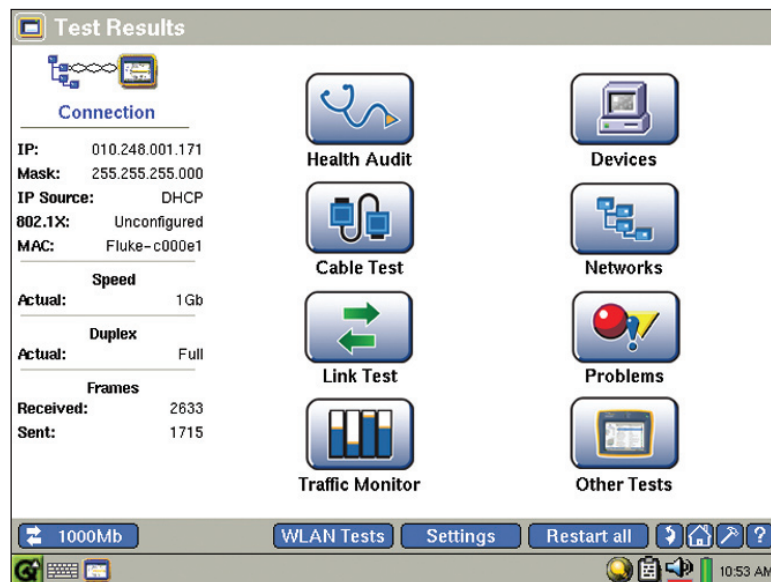 Test Results
Connection
IP: 010.248.001.171
Mask: 255.255.255.000
IP Source: DHCP
802.1X: Unconfigured
MAC: Fluke-c000e1
Speed
Actual: 1Gb
Duplex
Actual: Full
Frames
Received: 2633
Sent: 1715
Health Audit
Devices
Cable Test
Networks
Link Test
Problems
Traffic Monitor
Other Tests
1000Mb
WLAN Tests
Settings
Restart all
?
10:53 AM